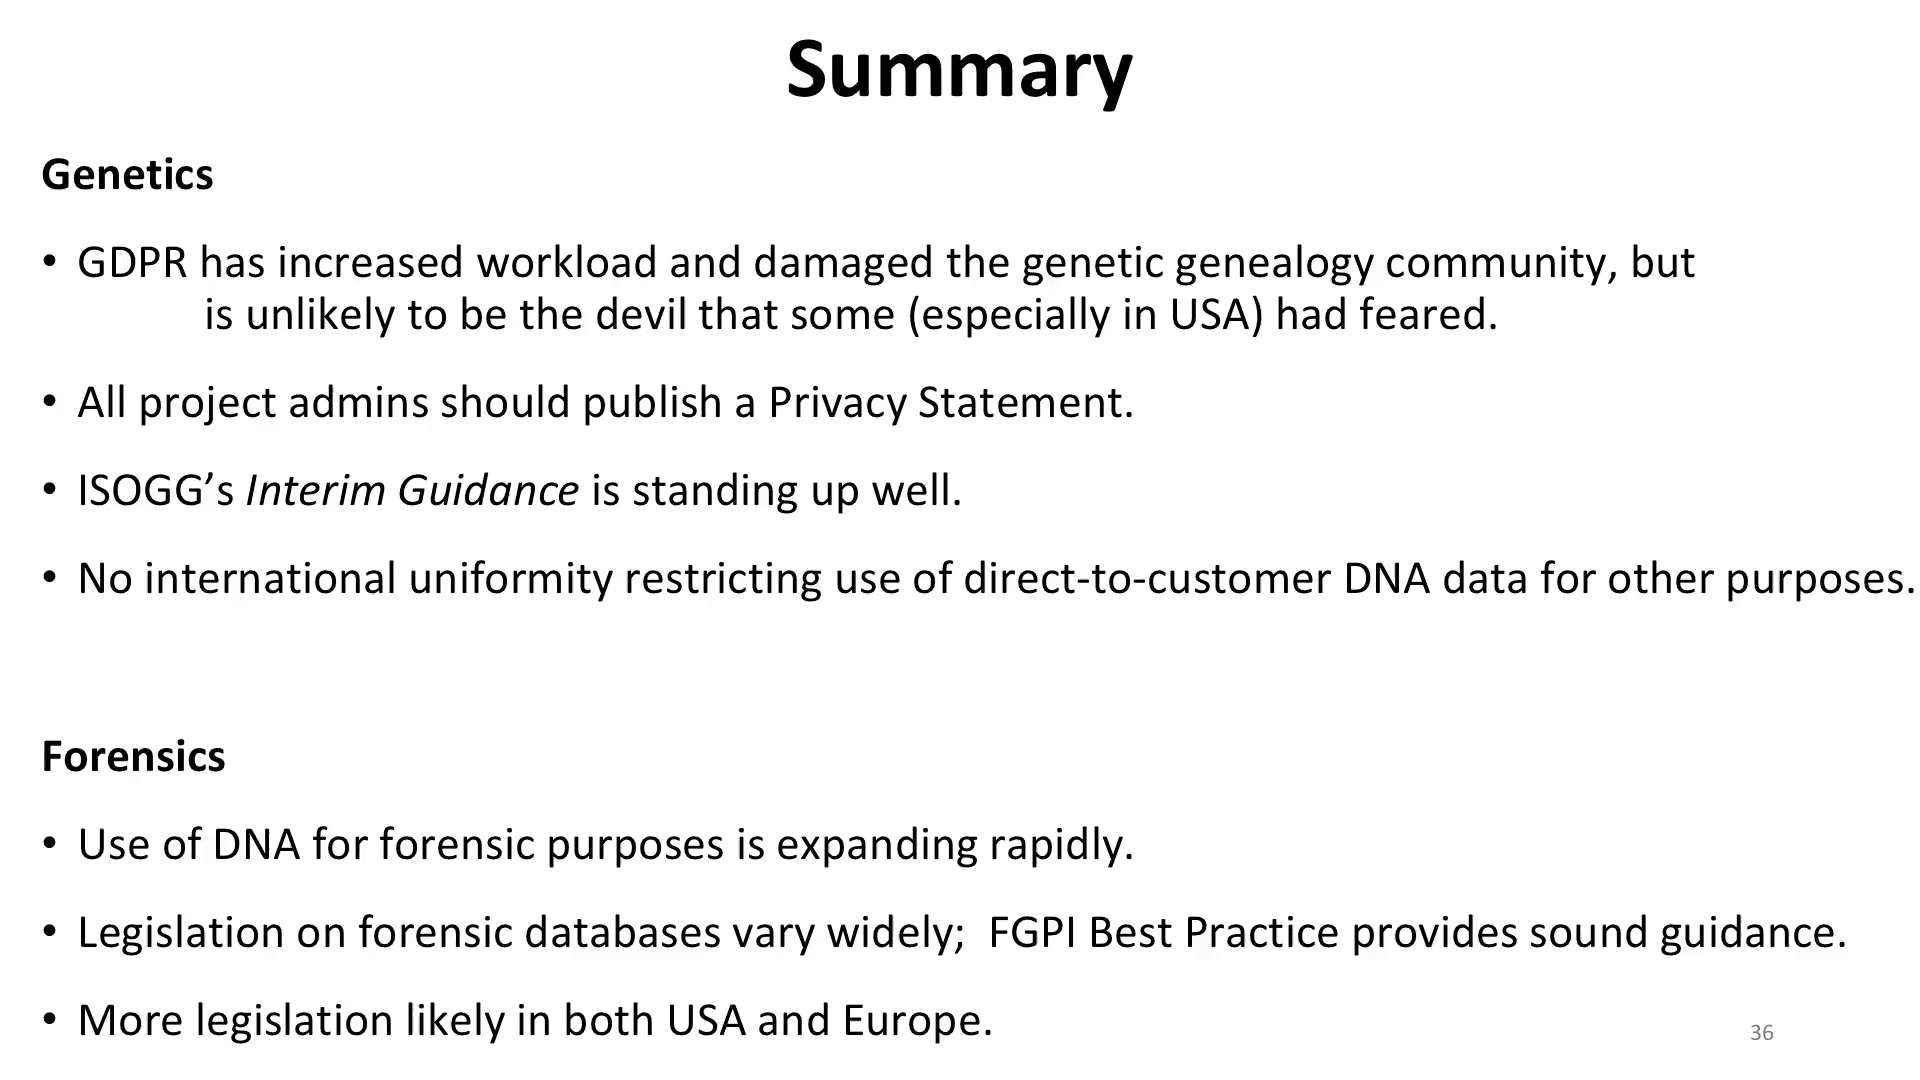 Summary
Genetics
• GDPR has increased workload and damaged the genetic genealogy community, but
is unlikely to be the devil that some (especially in USA) had feared.
• All project admins should publish a Privacy Statement.
• ISOGG’s Interim Guidance is standing up well.
• No international uniformity restricting use of direct-to-customer DNA data for other purposes.
Forensics
• Use of DNA for forensic purposes is expanding rapidly.
• Legislation on forensic databases vary widely;  FGPI Best Practice provides sound guidance.
• More legislation likely in both USA and Europe.
36